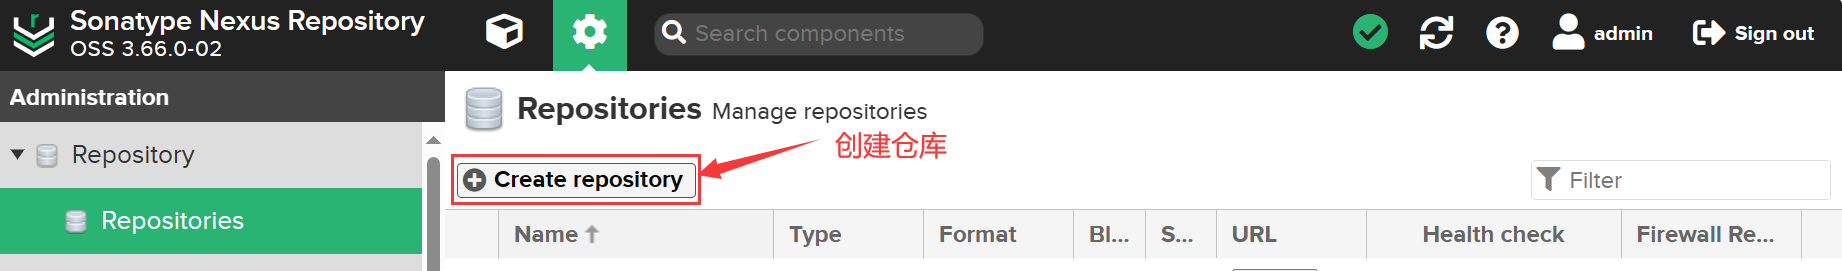 Sonatype Nexus Repository
OSS 3.66.0-02
Search components
admin
Sign out
Administration
Repository
Repositories
Repositories Manage repositories
创建仓库
Create repository
Filter
Name Type Format Bl... S... URL Health check Firewall Re...